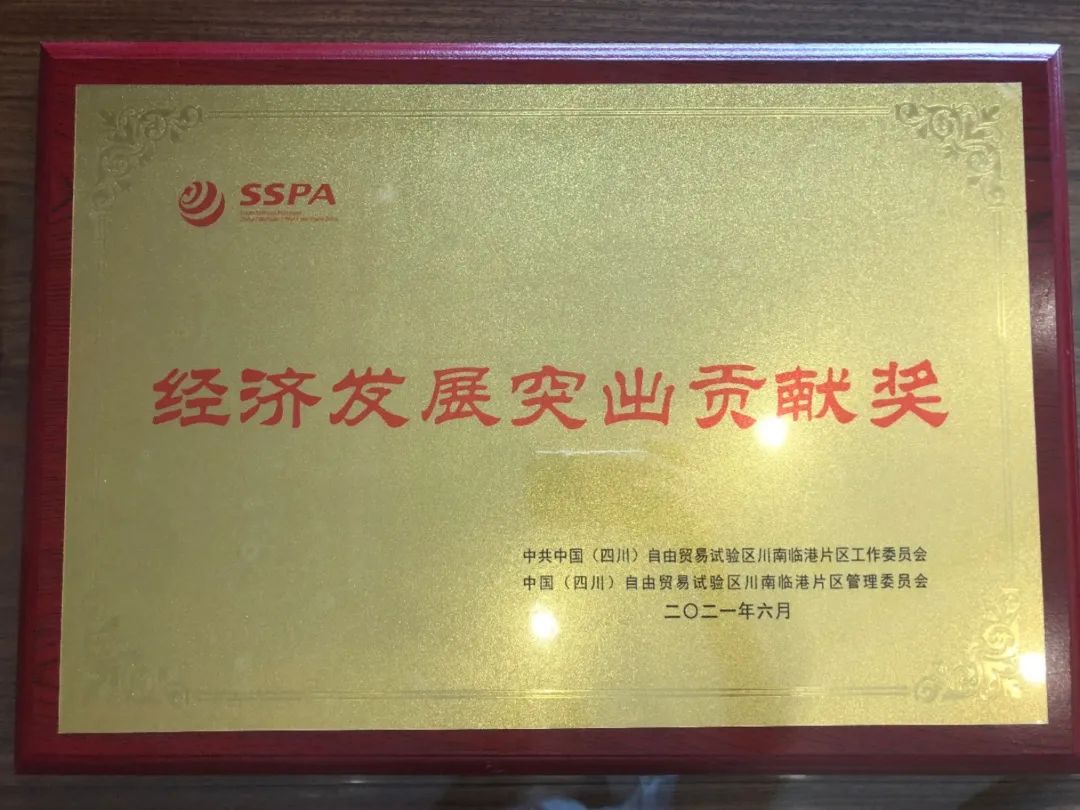 SSPA
经济发展突出贡献奖
中共中国（四川）自由贸易试验区川南临港片区工作委员会
中国（四川）自由贸易试验区川南临港片区管理委员会
二〇二一年六月